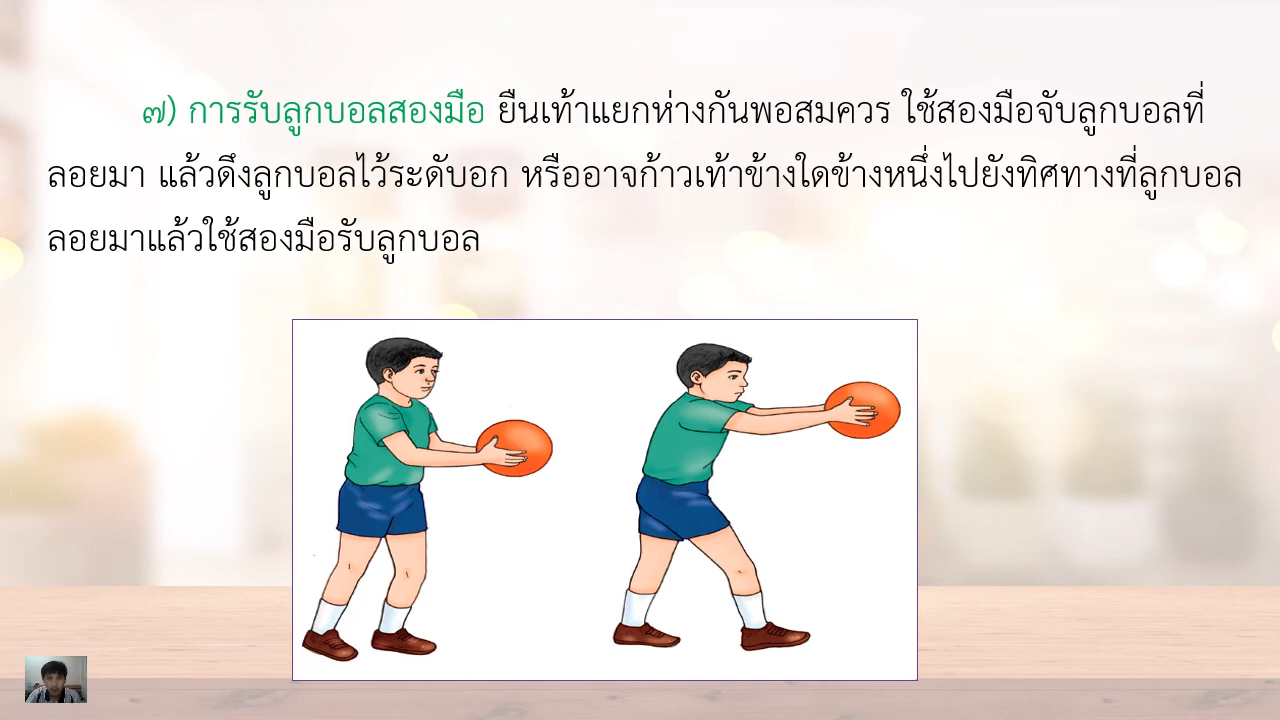 ๗) การรับลูกบอลสองมือ ยืนเท้าแยกห่างกันพอสมควร ใช้สองมือจับลูกบอลที่
ลอยมา แล้วดึงลูกบอลไว้ระดับอก หรืออาจก้าวเท้าข้างใดข้างหนึ่งไปยังทิศทางที่ลูกบอล
ลอยมาแล้วใช้สองมือรับลูกบอล